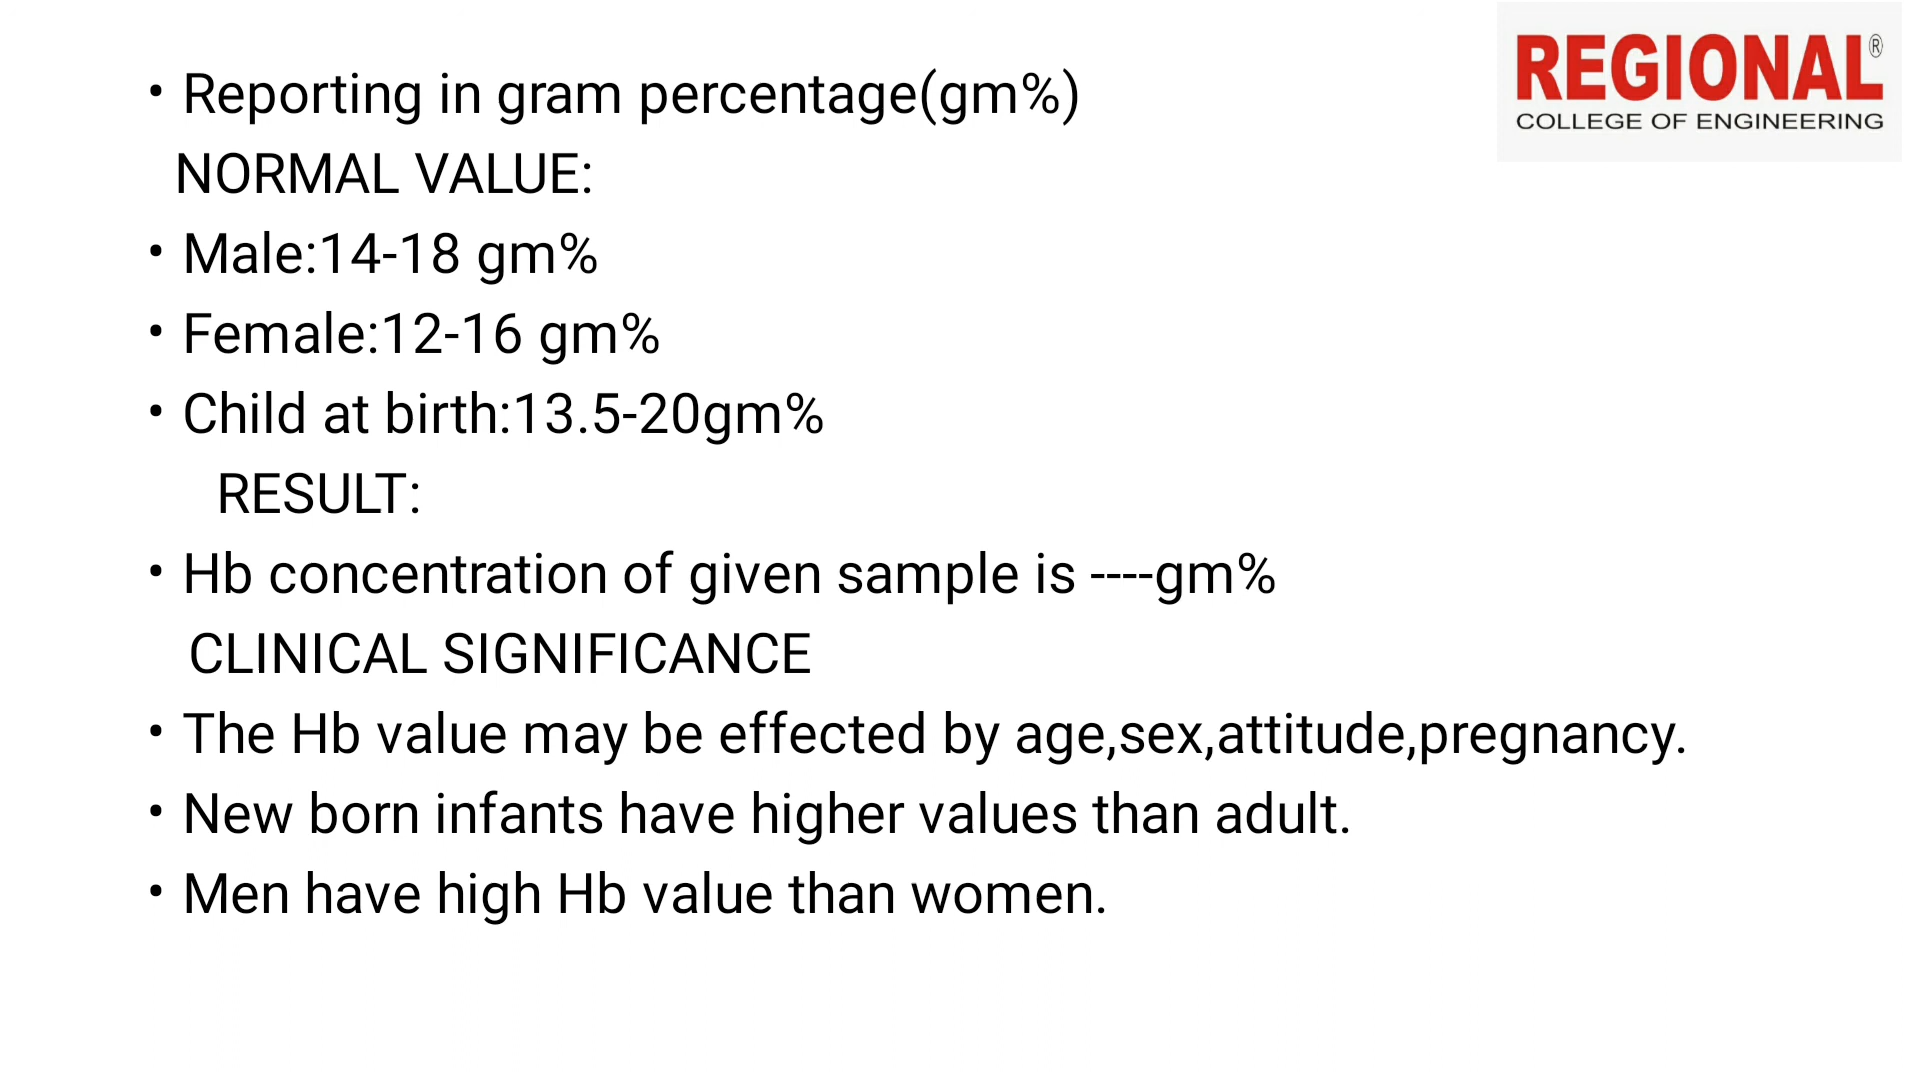 REGIONAL®
COLLEGE OF ENGINEERING
• Reporting in gram percentage(gm%)
NORMAL VALUE:
• Male:14-18 gm%
• Female:12-16 gm%
• Child at birth:13.5-20gm%
RESULT:
• Hb concentration of given sample is ----gm%
CLINICAL SIGNIFICANCE
• The Hb value may be effected by age,sex,attitude,pregnancy.
• New born infants have higher values than adult.
• Men have high Hb value than women.